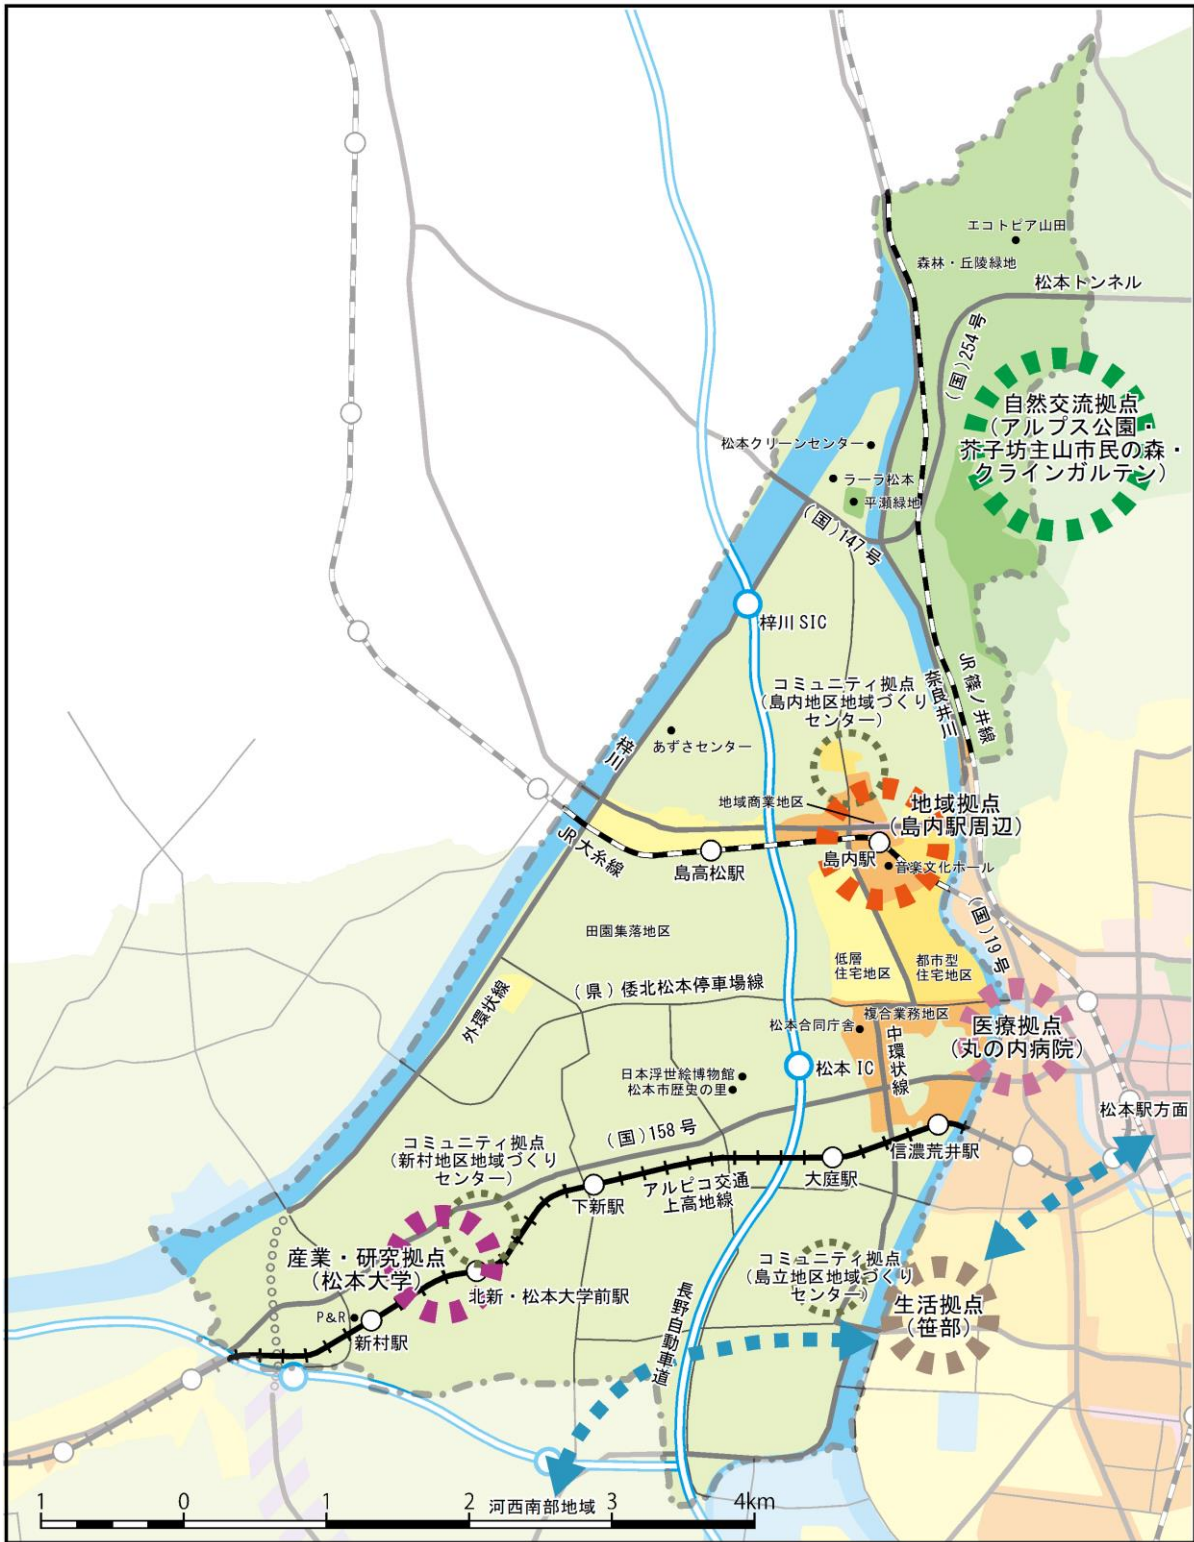 エコトピア山田
森林・丘陵緑地
松本トンネル
(国)254号
自然交流拠点
(アルプス公園・
芥子坊主山市民の森・
クラインガルテン)
松本クリーンセンター
ラーラ松本
平瀬緑地
(国)147号
梓川 SIC
コミュニティ拠点
(島内地区地域づくり
センター)
奈良井川
JR篠ノ井線
あずさセンター
梓川
地域商業地区
地域拠点
(島内駅周辺)
JR大糸線
島高松駅
島内駅
音楽文化ホール
(国)19号
田園集落地区
低層
住宅地区
都市型
住宅地区
外環状線
(県)倭北松本停車場線
複合業務地区
松本合同庁舎
中環状線
医療拠点
(丸の内病院)
松本 IC
日本浮世絵博物館
松本市歴史の里
松本駅方面
(国)158号
コミュニティ拠点
(新村地区地域づくり
センター)
信濃荒井駅
大庭駅
下新駅
アルピコ交通
上高地線
産業・研究拠点
(松本大学)
北新・松本大学前駅
コミュニティ拠点
(島立地区地域づくり
センター)
生活拠点
(笹部)
P&R
新村駅
長野自動車道
河西南部地域
1 0 1 2 3 4km